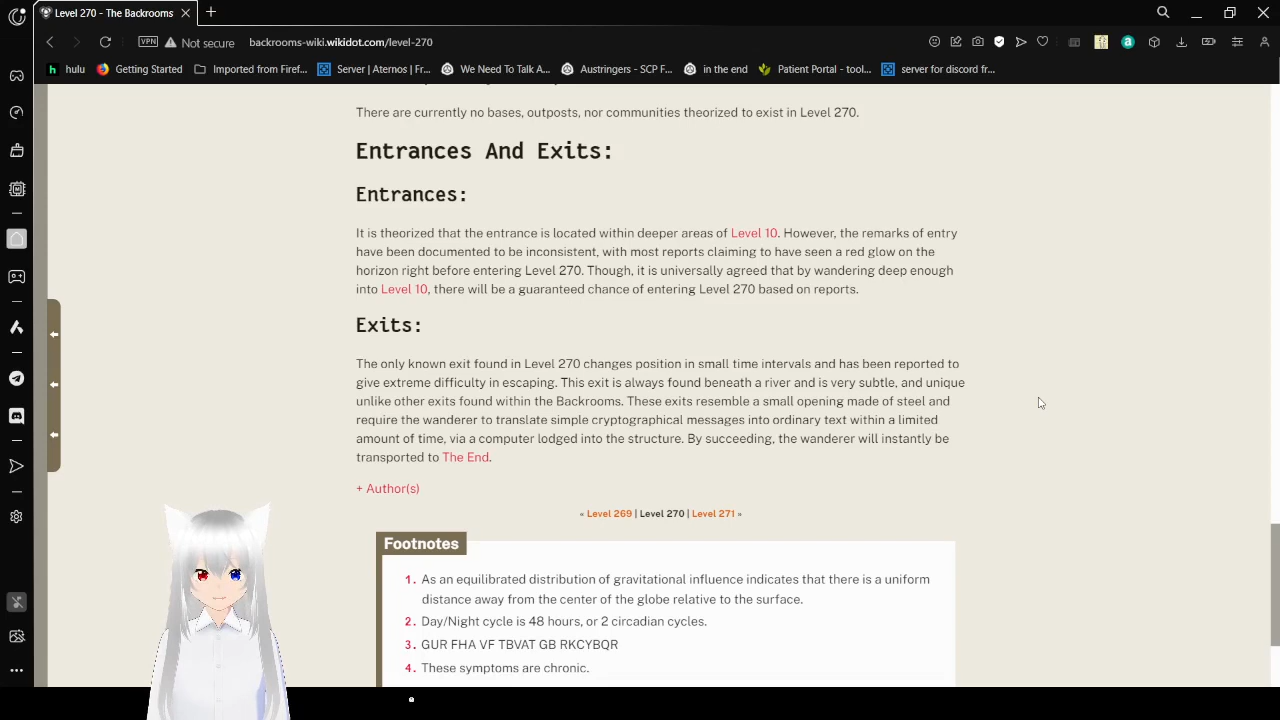 Level 270 - The Backrooms
VPN
Not secure
backrooms-wiki.wikidot.com/level-270
h hulu
Getting Started
Imported from Firef...
Server | Aternos | Fr...
We Need To Talk A...
Austringers - SCP F...
in the end
Patient Portal - tool...
server for discord fr...
There are currently no bases, outposts, nor communities theorized to exist in Level 270.
Entrances And Exits:
Entrances:
It is theorized that the entrance is located within deeper areas of Level 10. However, the remarks of entry
have been documented to be inconsistent, with most reports claiming to have seen a red glow on the
horizon right before entering Level 270. Though, it is universally agreed that by wandering deep enough
into Level 10, there will be a guaranteed chance of entering Level 270 based on reports.
Exits:
The only known exit found in Level 270 changes position in small time intervals and has been reported to
give extreme difficulty in escaping. This exit is always found beneath a river and is very subtle, and unique
unlike other exits found within the Backrooms. These exits resemble a small opening made of steel and
require the wanderer to translate simple cryptographical messages into ordinary text within a limited
amount of time, via a computer lodged into the structure. By succeeding, the wanderer will instantly be
transported to The End.
+ Author(s)
« Level 269 | Level 270 | Level 271 »
Footnotes
1. As an equilibrated distribution of gravitational influence indicates that there is a uniform
distance away from the center of the globe relative to the surface.
2. Day/Night cycle is 48 hours, or 2 circadian cycles.
3. GUR FHA VF TBVAT GB RKCYBQR
4. These symptoms are chronic.